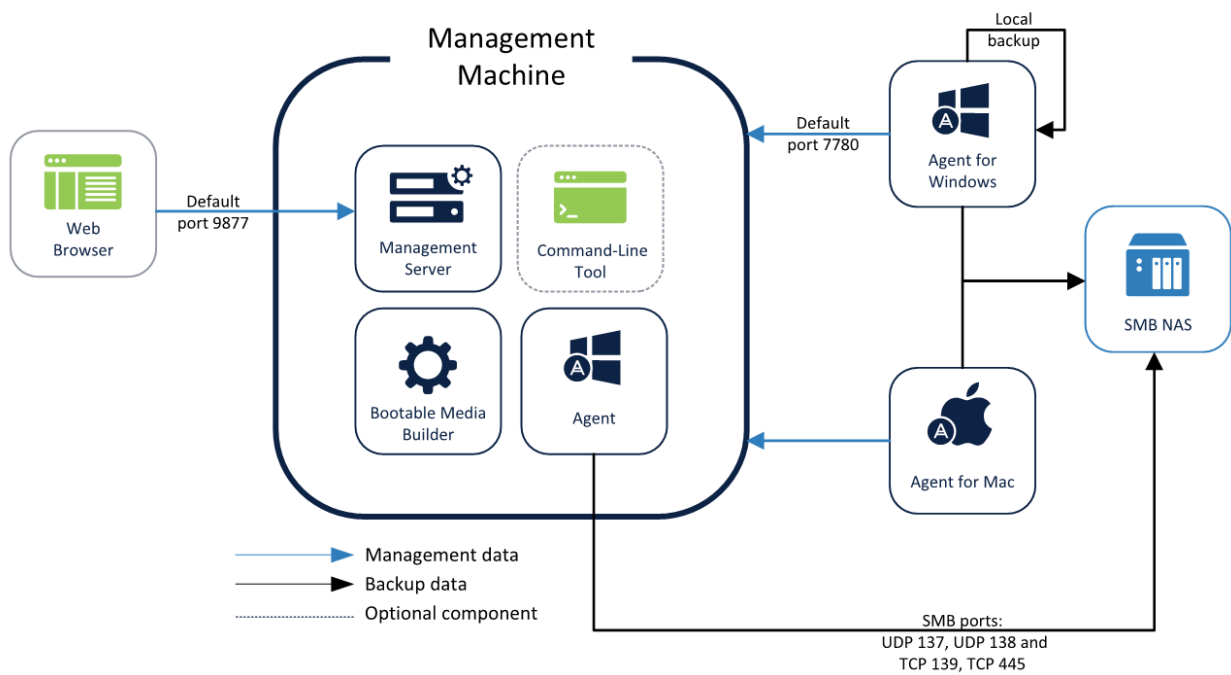 Management
Machine
Local
backup
Default
port 7780
Agent for
Windows
Web
Browser
Default
port 9877
Management
Server
Command-Line
Tool
SMB NAS
Bootable Media
Builder
Agent
Agent for Mac
Management data
Backup data
Optional component
SMB ports:
UDP 137, UDP 138 and
TCP 139, TCP 445